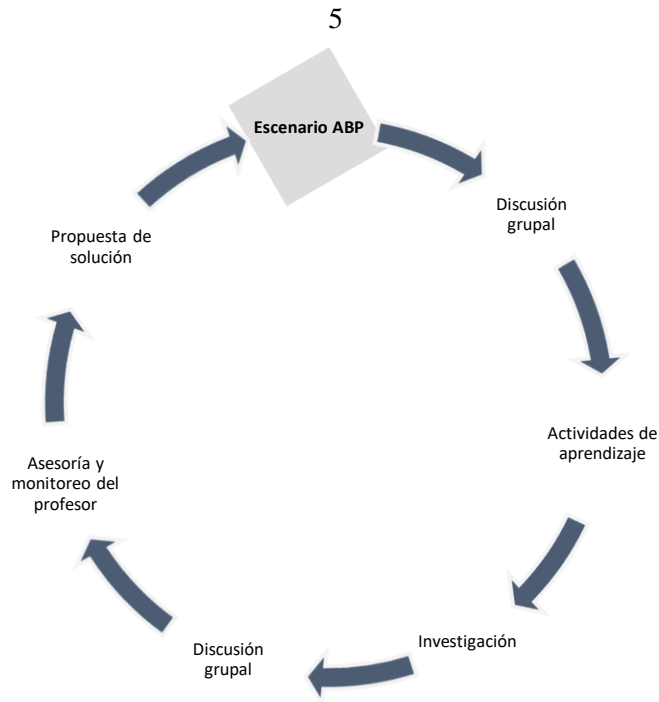 5
Escenario ABP
Discusión
grupal
Actividades de
aprendizaje
Investigación
Discusión
grupal
Asesoría y
monitoreo del
profesor
Propuesta de
solución